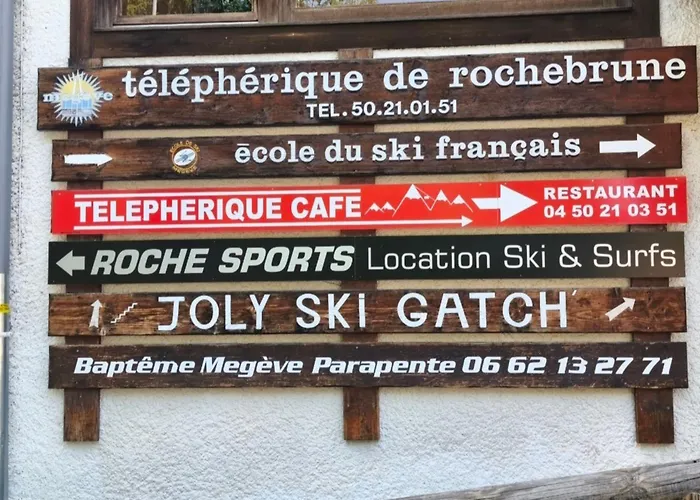 megève
téléphérique de rochebrune
TEL. 50.21.01.51
école du ski français
TELEPHERIQUE CAFE
RESTAURANT
04 50 21 03 51
ROCHE SPORTS Location Ski & Surfs
JOLY SKi GATCH'
Baptême Megève Parapente 06 62 13 27 71